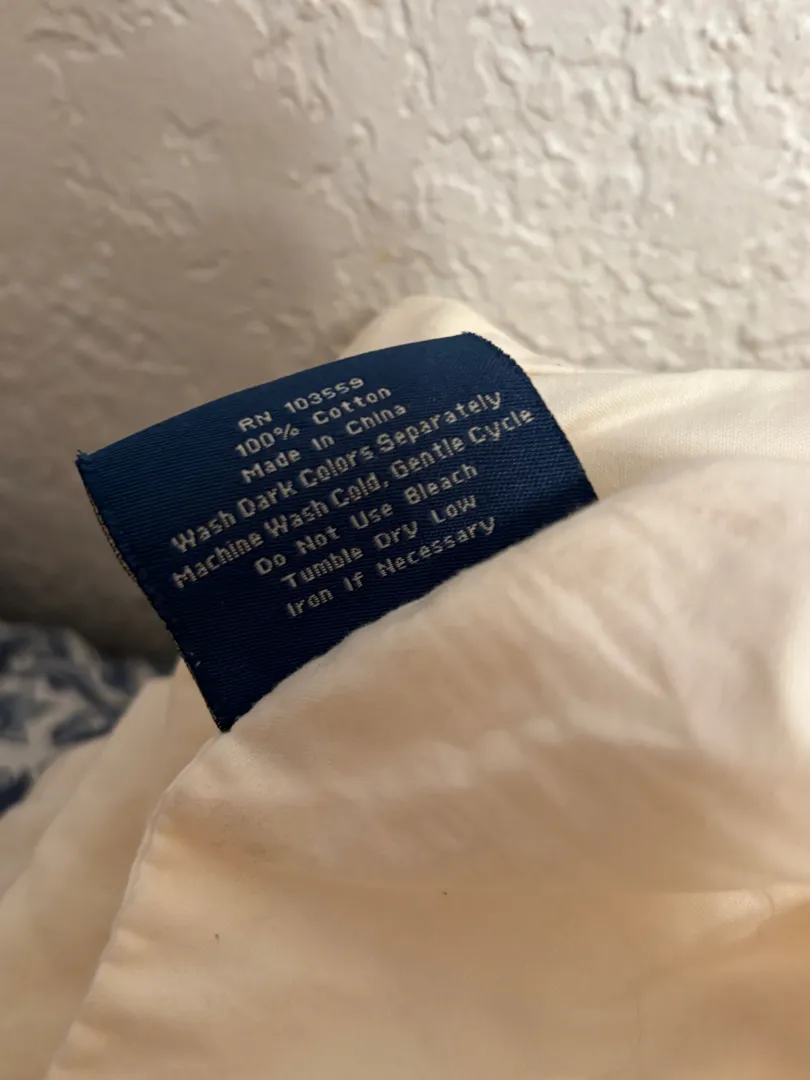 RN 103559
100% Cotton
Made In China
Wash Dark Colors Separately
Machine Wash Cold, Gentle Cycle
Do Not Use Bleach
Tumble Dry Low
Iron If Necessary